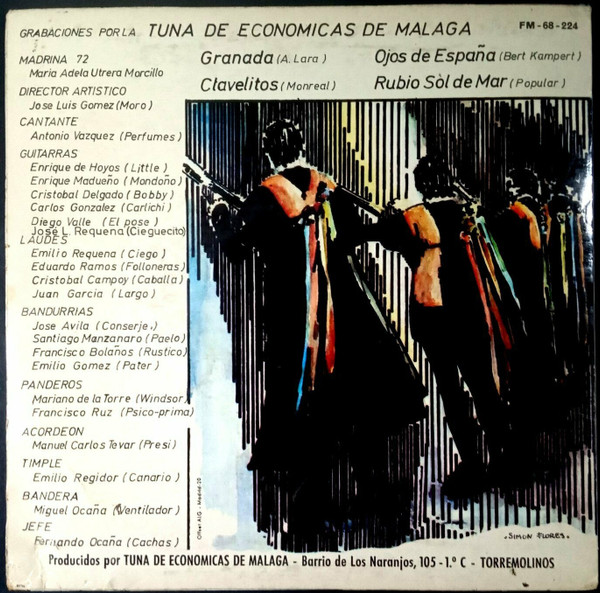 GRABACIONES POR LA TUNA DE ECONOMICAS DE MALAGA
FM-68-224
Granada (A. Lara)
Ojos de España (Bert Kampert)
Clavelitos (Monreal)
Rubio Sòl de Mar (Popular)
MADRINA 72
Maria Adela Utrera Morcillo
DIRECTOR ARTISTICO
Jose Luis Gomez (Moro)
CANTANTE
Antonio Vazquez (Perfumes)
GUITARRAS
Enrique de Hoyos (Little)
Enrique Madueño (Mondoño)
Cristobal Delgado (Bobby)
Carlos Gonzalez (Carlichi)
Diego Valle (El pose)
José L. Requena (Cieguecito)
LAUDES
Emilio Requena (Ciego)
Eduardo Ramos (Folloneras)
Cristobal Campoy (Caballa)
Juan Garcia (Largo)
BANDURRIAS
Jose Avila (Conserje.)
Santiago Manzanaro (Paelo)
Francisco Bolaños (Rustico)
Emilio Gomez (Pater)
PANDEROS
Mariano de la Torre (Windsor)
Francisco Ruz (Psico-prima)
ACORDEON
Manuel Carlos Tevar (Presi)
TIMPLE
Emilio Regidor (Canario)
BANDERA
Miguel Ocaña (Ventilador)
JEFE
Fernando Ocaña (Cachas)
Offset AIG - Madrid-20
SIMON FLORES.
Producidos por TUNA DE ECONOMICAS DE MALAGA - Barrio de Los Naranjos, 105 - 1.º C - TORREMOLINOS